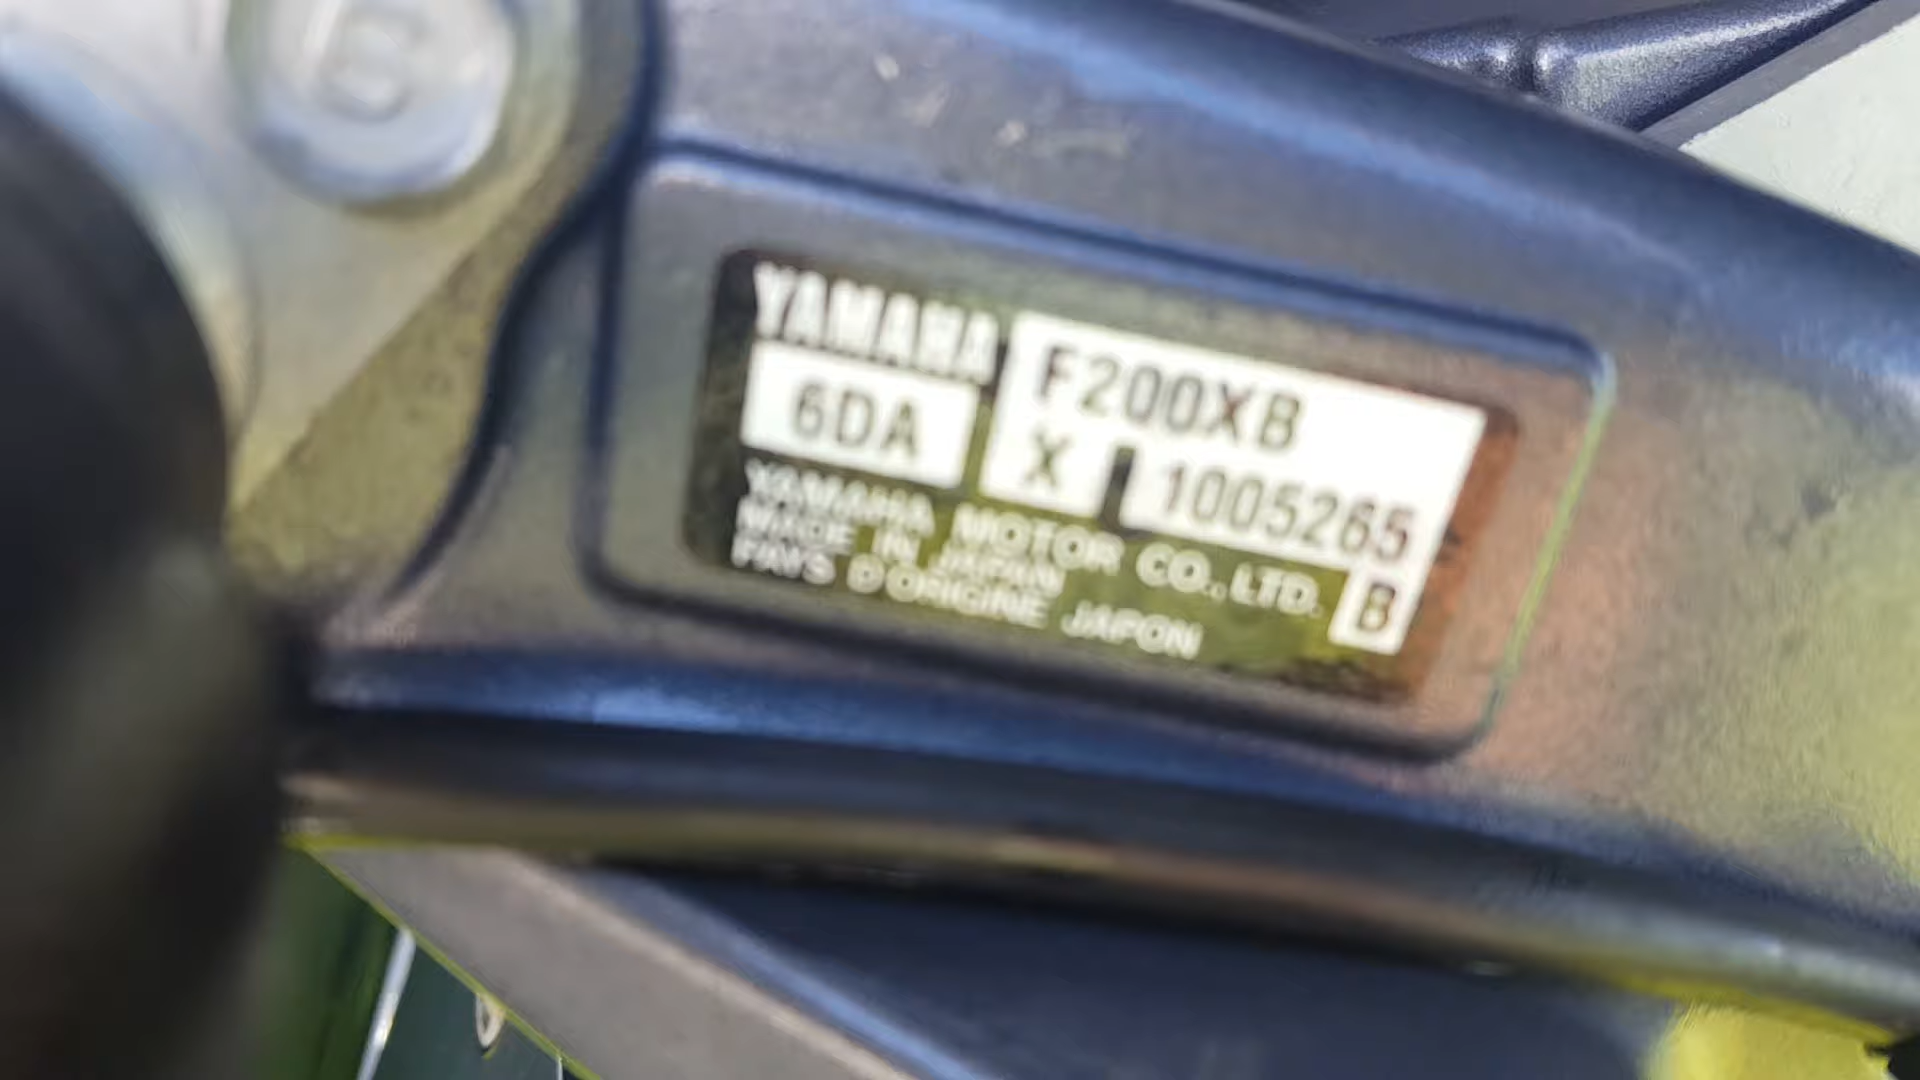 YAMAHA
F200XB
6DA
X 1005265
YAMAHA MOTOR CO.,LTD.
MADE IN JAPAN
PAYS D'ORIGINE JAPON
B